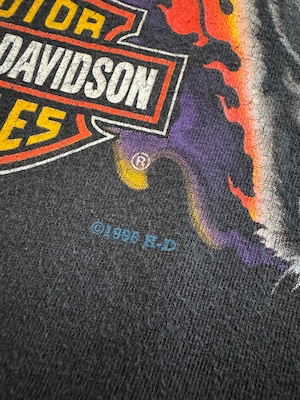 OTOR
DAVIDSON
ES
®
©1996 H-D